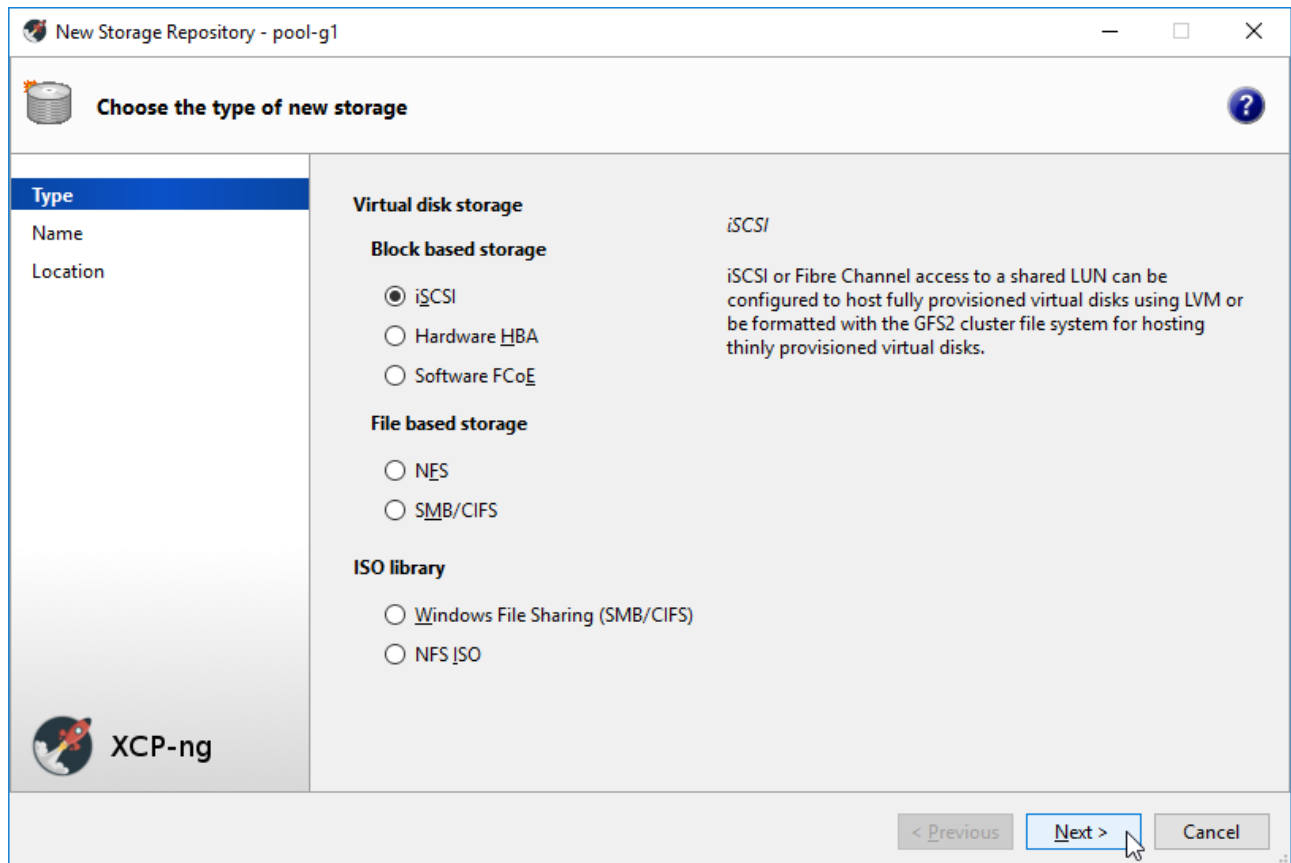 New Storage Repository - pool-g1
Choose the type of new storage
?
Type
Name
Location
Virtual disk storage
Block based storage
iSCSI
Hardware HBA
Software FCoE
File based storage
NFS
SMB/CIFS
ISO library
Windows File Sharing (SMB/CIFS)
NFS ISO
iSCSI
iSCSI or Fibre Channel access to a shared LUN can be
configured to host fully provisioned virtual disks using LVM or
be formatted with the GFS2 cluster file system for hosting
thinly provisioned virtual disks.
XCP-ng
< Previous
Next >
Cancel